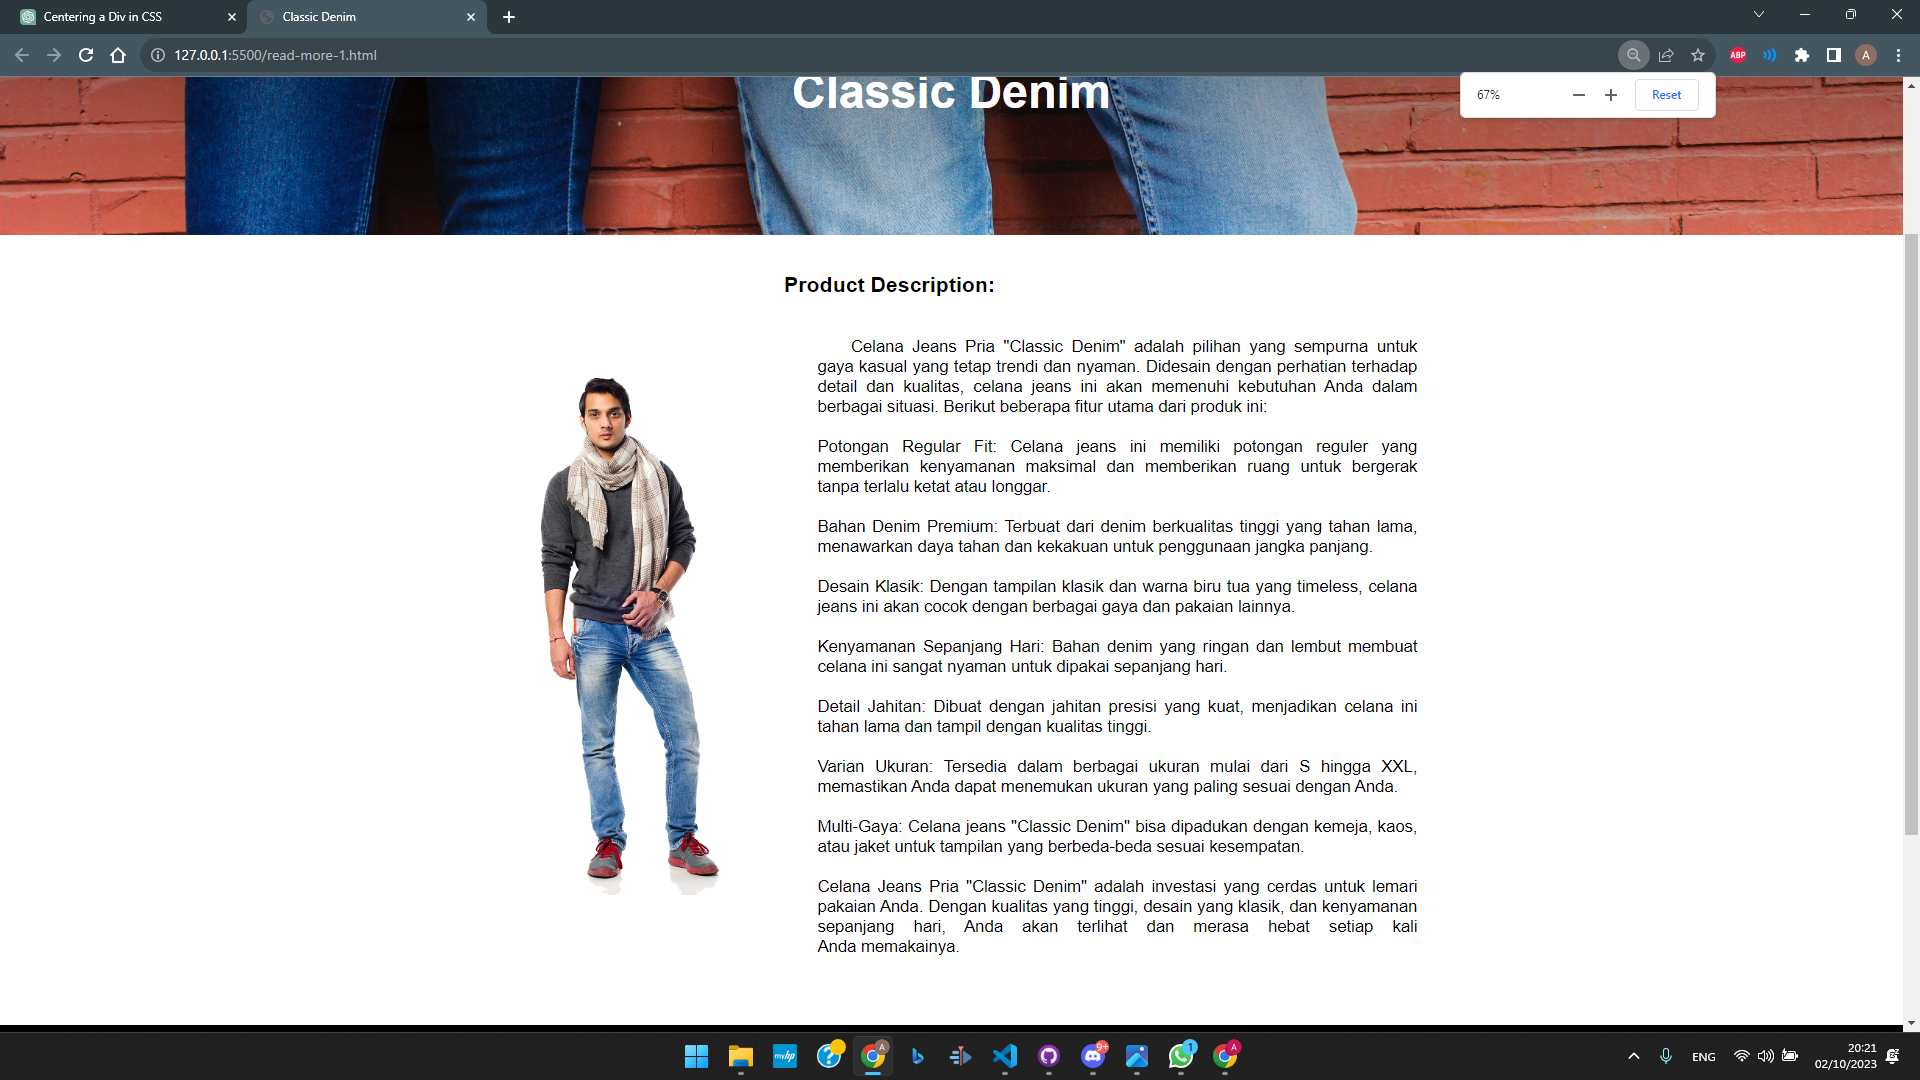 Centering a Div in CSS
Classic Denim
127.0.0.1:5500/read-more-1.html
ABP
A
Classic Denim
67%
Reset
Product Description:
Celana Jeans Pria "Classic Denim" adalah pilihan yang sempurna untuk
gaya kasual yang tetap trendi dan nyaman. Didesain dengan perhatian terhadap
detail dan kualitas, celana jeans ini akan memenuhi kebutuhan Anda dalam
berbagai situasi. Berikut beberapa fitur utama dari produk ini:
Potongan Regular Fit: Celana jeans ini memiliki potongan reguler yang
memberikan kenyamanan maksimal dan memberikan ruang untuk bergerak
tanpa terlalu ketat atau longgar.
Bahan Denim Premium: Terbuat dari denim berkualitas tinggi yang tahan lama,
menawarkan daya tahan dan kekakuan untuk penggunaan jangka panjang.
Desain Klasik: Dengan tampilan klasik dan warna biru tua yang timeless, celana
jeans ini akan cocok dengan berbagai gaya dan pakaian lainnya.
Kenyamanan Sepanjang Hari: Bahan denim yang ringan dan lembut membuat
celana ini sangat nyaman untuk dipakai sepanjang hari.
Detail Jahitan: Dibuat dengan jahitan presisi yang kuat, menjadikan celana ini
tahan lama dan tampil dengan kualitas tinggi.
Varian Ukuran: Tersedia dalam berbagai ukuran mulai dari S hingga XXL,
memastikan Anda dapat menemukan ukuran yang paling sesuai dengan Anda.
Multi-Gaya: Celana jeans "Classic Denim" bisa dipadukan dengan kemeja, kaos,
atau jaket untuk tampilan yang berbeda-beda sesuai kesempatan.
Celana Jeans Pria "Classic Denim" adalah investasi yang cerdas untuk lemari
pakaian Anda. Dengan kualitas yang tinggi, desain yang klasik, dan kenyamanan
sepanjang hari, Anda akan terlihat dan merasa hebat setiap kali
Anda memakainya.
myhp
A
9+
1
A
ENG
20:21
02/10/2023